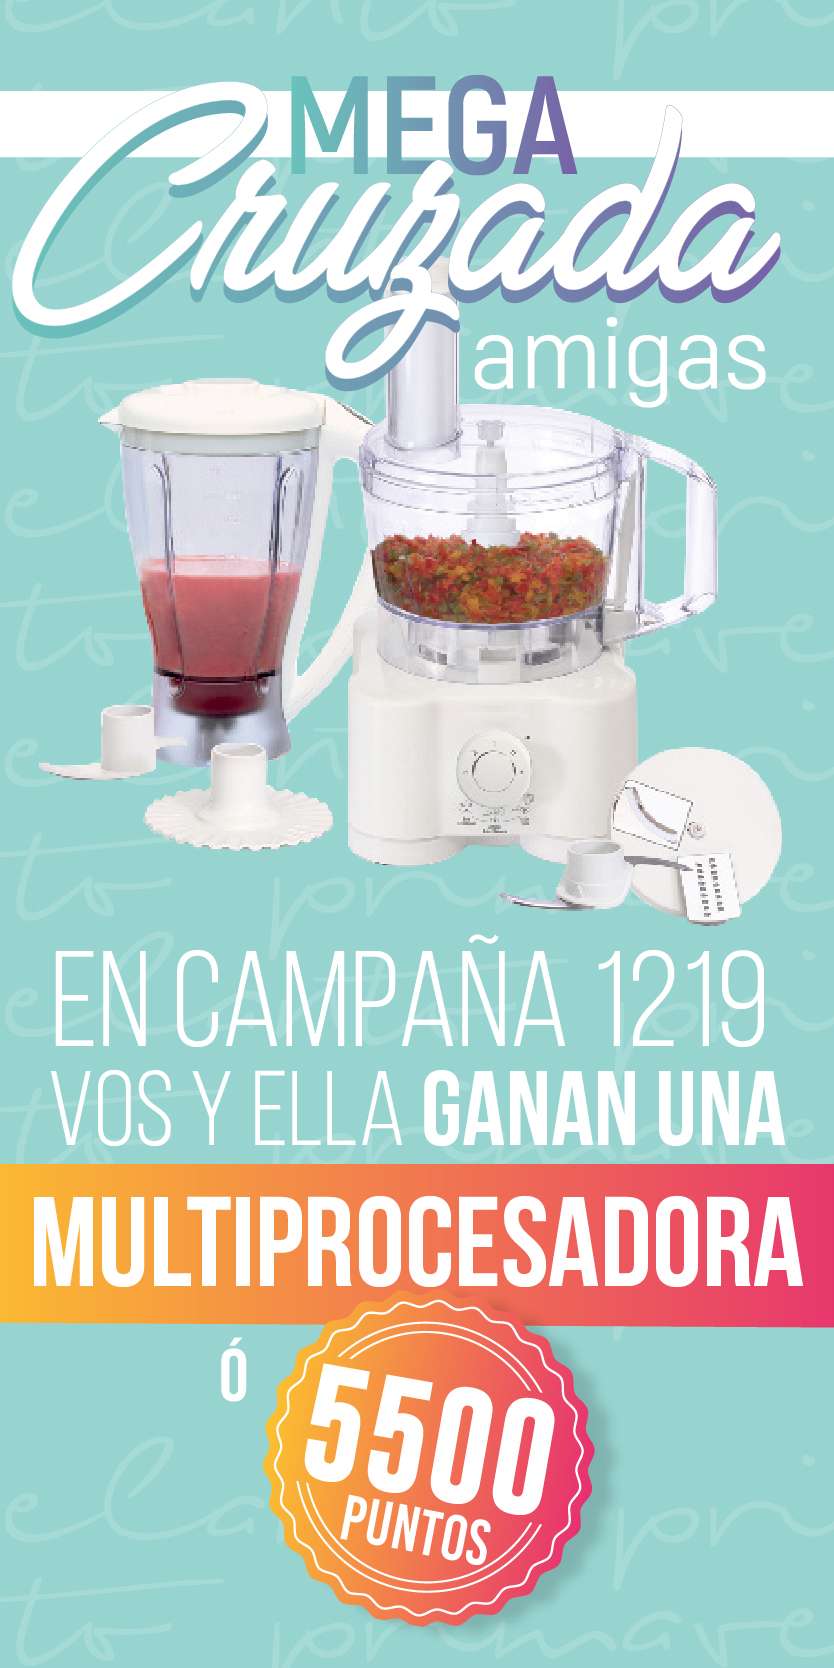 MEGA
Cruzada
amigas
EN CAMPAÑA 1219
VOS Y ELLA GANAN UNA
MULTIPROCESADORA
Ó
5500
PUNTOS